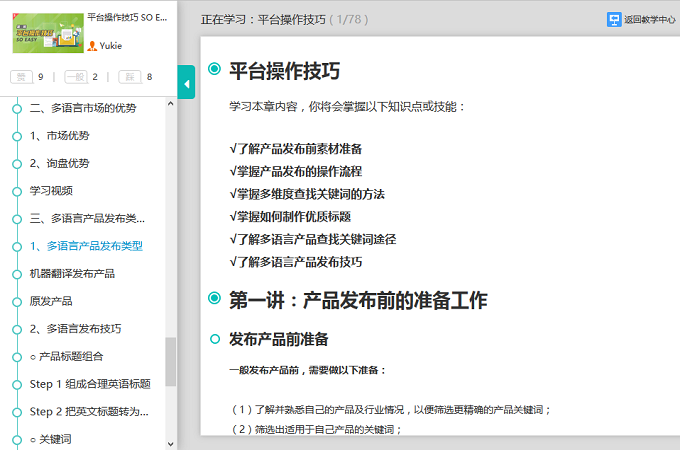 平台操作技巧
SO EASY
平台操作技巧 SO E...
Yukie
赞 9 | 一般 2 | 踩 8
二、多语言市场的优势
1、市场优势
2、询盘优势
学习视频
三、多语言产品发布类...
1、多语言产品发布类型
机器翻译发布产品
原发产品
2、多语言发布技巧
○ 产品标题组合
Step 1 组成合理英语标题
Step 2 把英文标题转为...
○ 关键词
正在学习：平台操作技巧 ( 1/78 )
返回教学中心
平台操作技巧
学习本章内容，你将会掌握以下知识点或技能：
√了解产品发布前素材准备
√掌握产品发布的操作流程
√掌握多维度查找关键词的方法
√掌握如何制作优质标题
√了解多语言产品查找关键词途径
√了解多语言产品发布技巧
第一讲：产品发布前的准备工作
发布产品前准备
一般发布产品前，需要做以下准备：
（1）了解并熟悉自己的产品及行业情况，以便筛选更精确的产品关键词；
（2）筛选出适用于自己产品的关键词；